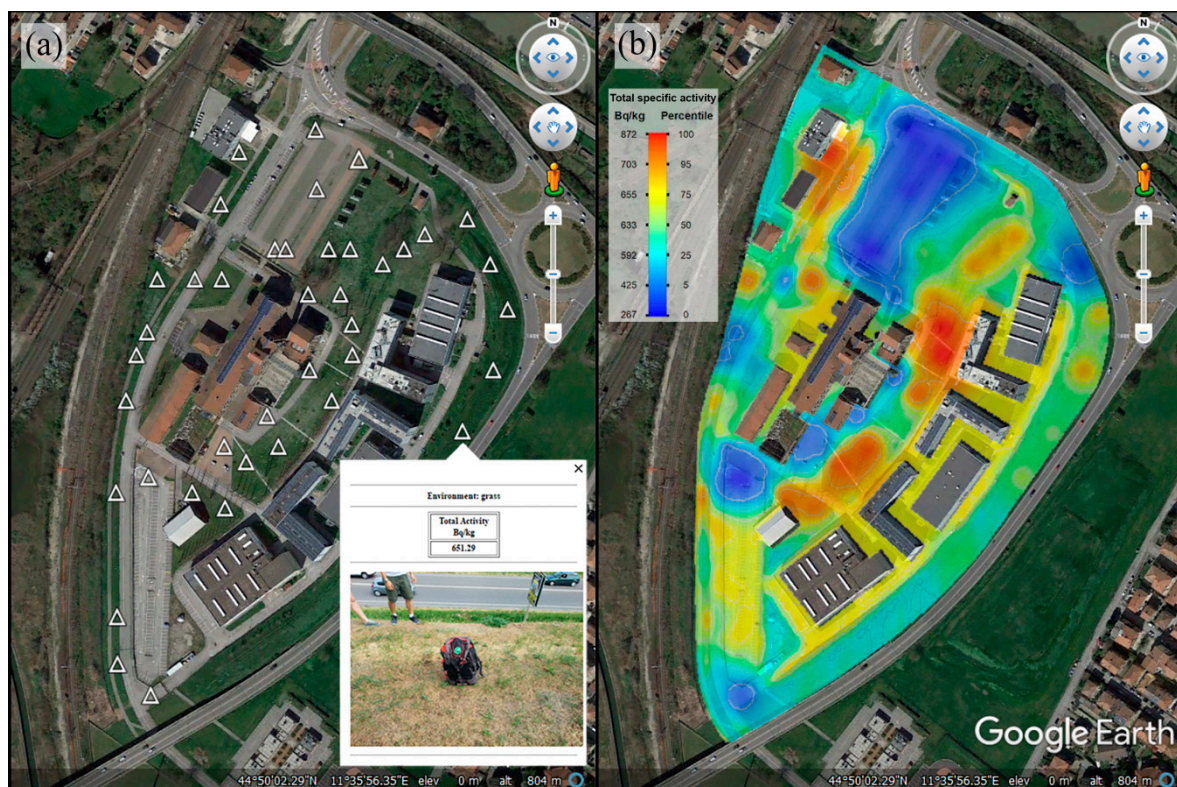 (a)
N
Environment: grass
Total Activity
Bq/kg
651.29
44°50'02.29"N 11°35'56.35"E elev 0 m alt 804 m
(b)
N
Total specific activity
Bq/kg Percentile
872 100
703 95
655 75
633 50
592 25
425 5
267 0
Google Earth
44°50'02.29"N 11°35'56.35"E elev 0 m alt 804 m